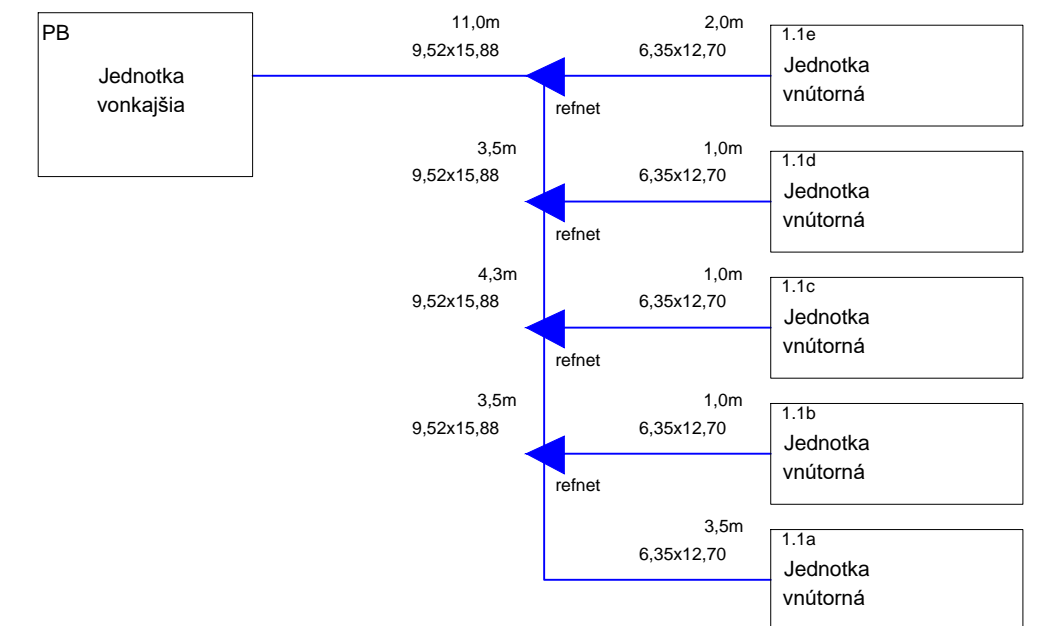 PB
Jednotka
vonkajšia
11,0m
9,52x15,88
2,0m
6,35x12,70
refnet
1.1e
Jednotka
vnútorná
3,5m
9,52x15,88
1,0m
6,35x12,70
refnet
1.1d
Jednotka
vnútorná
4,3m
9,52x15,88
1,0m
6,35x12,70
refnet
1.1c
Jednotka
vnútorná
3,5m
9,52x15,88
1,0m
6,35x12,70
refnet
1.1b
Jednotka
vnútorná
3,5m
6,35x12,70
1.1a
Jednotka
vnútorná